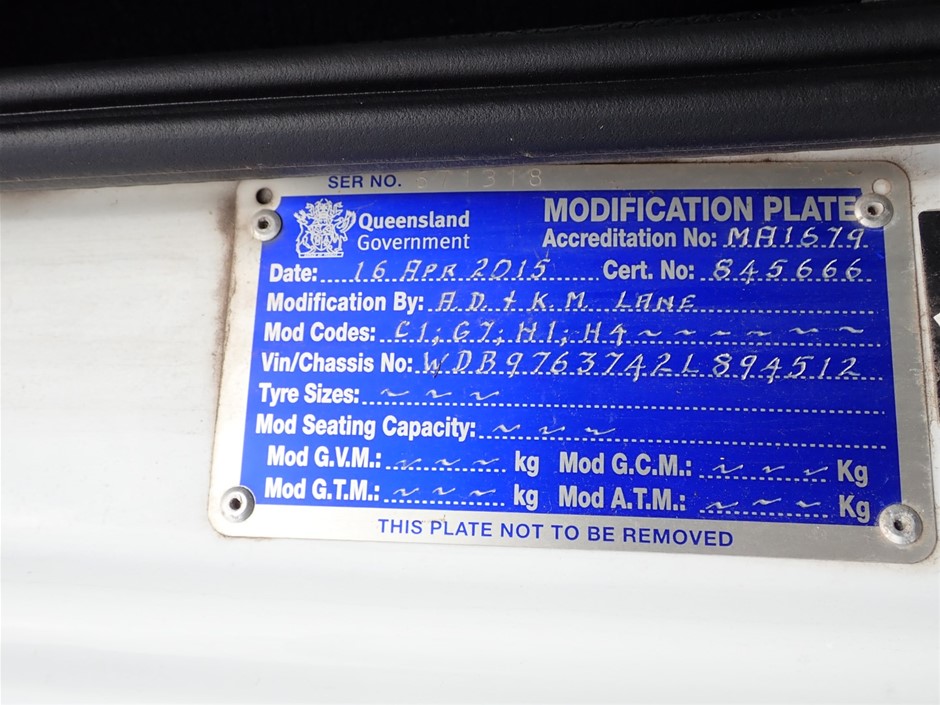 SER NO.
Queensland Government
MODIFICATION PLATE
Accreditation No: MA1679
Date: 16 APR 2015 Cert. No: 845666
Modification By: A.D. + K.M. LANE
Mod Codes: C1; G7; H1; H4 ~ ~ ~ ~ ~ ~
Vin/Chassis No: WDB9763742L894512
Tyre Sizes: ~ ~ ~
Mod Seating Capacity: ~ ~ ~
Mod G.V.M.: ~ ~ ~ kg Mod G.C.M.: ~ ~ ~ Kg
Mod G.T.M.: ~ ~ ~ kg Mod A.T.M.: ~ ~ ~ Kg
THIS PLATE NOT TO BE REMOVED